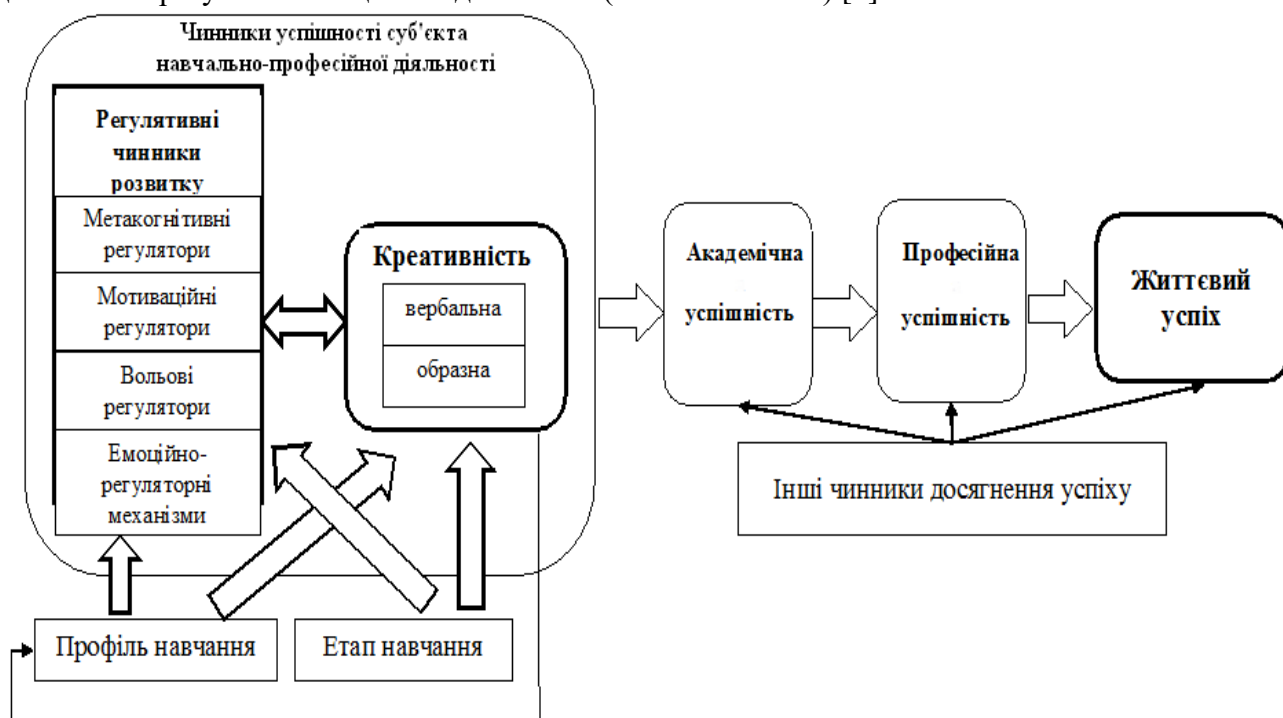 Чинники успішності суб’єкта
навчально-професійної діяльності
Регулятивні
чинники
розвитку
Метакогнітивні
регулятори
Мотиваційні
регулятори
Вольові
регулятори
Емоційно-
регуляторні
механізми
Креативність
вербальна
образна
Академічна
успішність
Професійна
успішність
Життєвий
успіх
Інші чинники досягнення успіху
Профіль навчання
Етап навчання